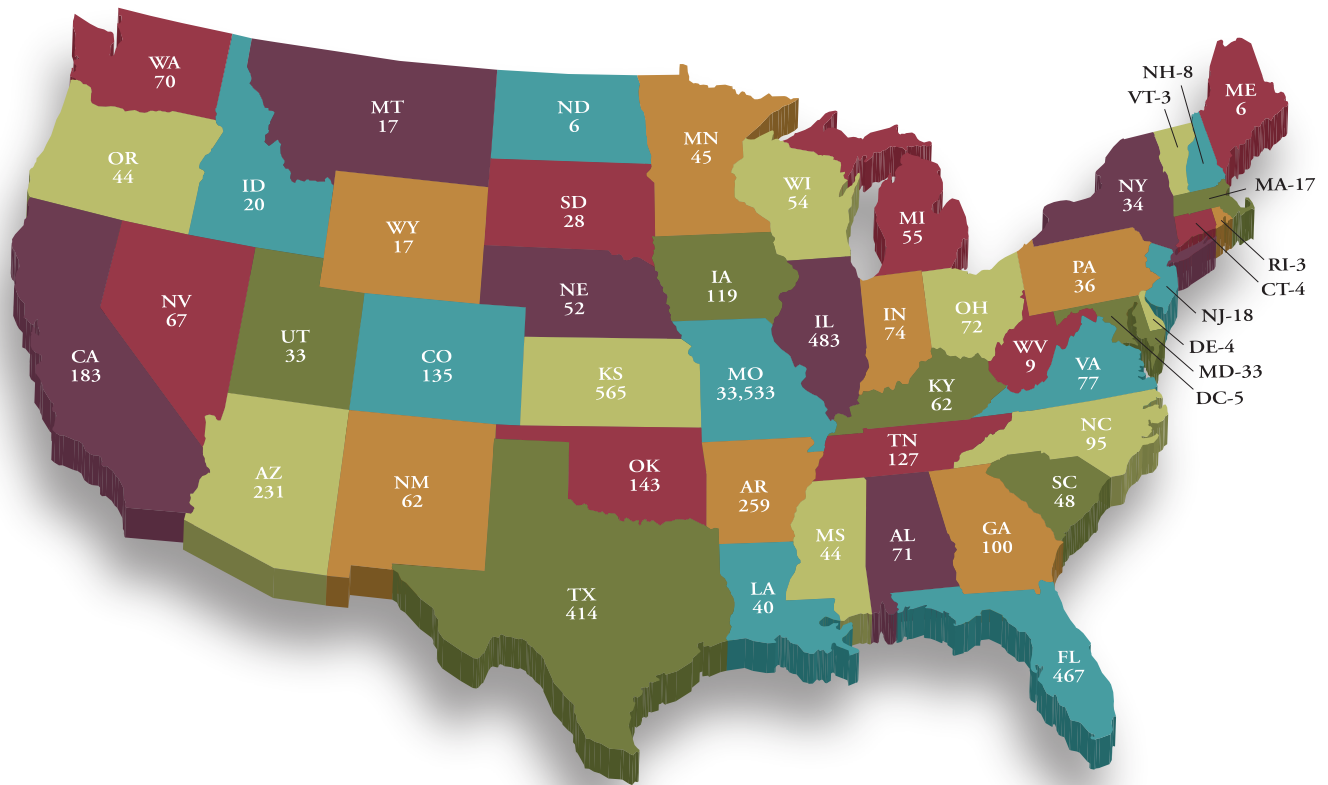 WA
70
MT
17
ND
6
MN
45
NH-8
VT-3
ME
6
OR
44
ID
20
WY
17
SD
28
WI
54
MI
55
NY
34
MA-17
RI-3
CT-4
NJ-18
DE-4
MD-33
DC-5
NV
67
UT
33
CO
135
NE
52
IA
119
IL
483
IN
74
OH
72
PA
36
WV
9
VA
77
CA
183
KS
565
MO
33,533
KY
62
TN
127
NC
95
SC
48
AZ
231
NM
62
OK
143
AR
259
MS
44
AL
71
GA
100
TX
414
LA
40
FL
467